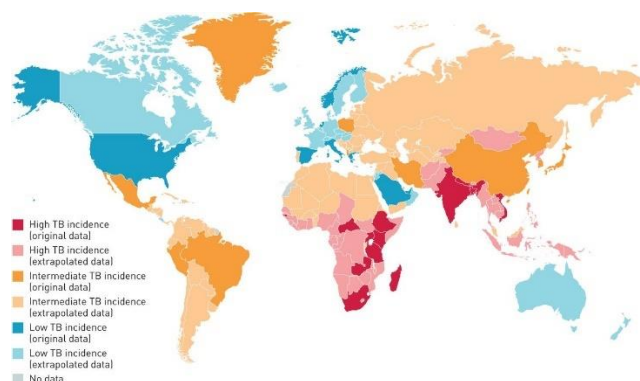 High TB incidence
(original data)
High TB incidence
(extrapolated data)
Intermediate TB incidence
(original data)
Intermediate TB incidence
(extrapolated data)
Low TB incidence
(original data)
Low TB incidence
(extrapolated data)
No data